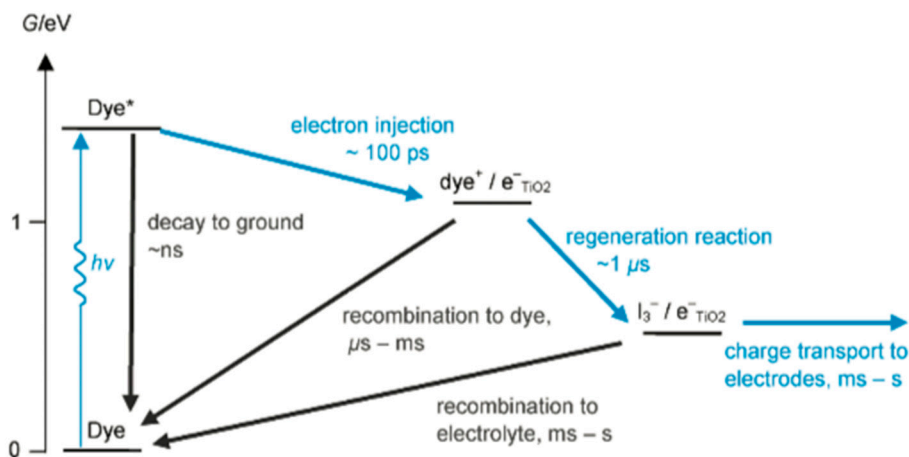 G/eV
Dye*
electron injection
~ 100 ps
dye⁺ / e⁻TiO2
1
decay to ground
~ns
hν
regeneration reaction
~1 μs
I₃⁻ / e⁻TiO2
recombination to dye,
μs – ms
charge transport to
electrodes, ms – s
recombination to
electrolyte, ms – s
Dye
0